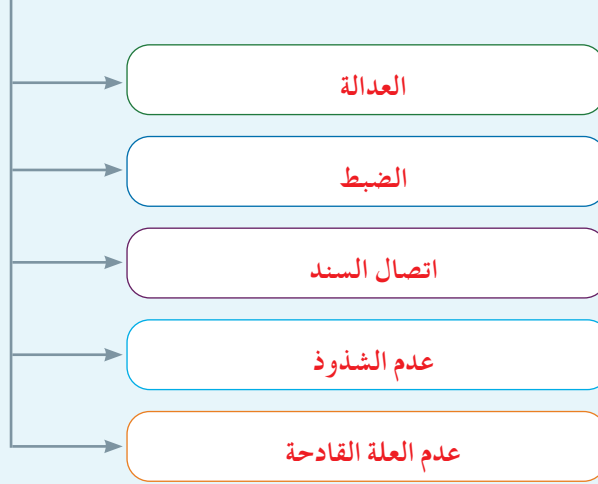 العدالة
الضبط
اتصال السند
عدم الشذوذ
عدم العلة القادحة